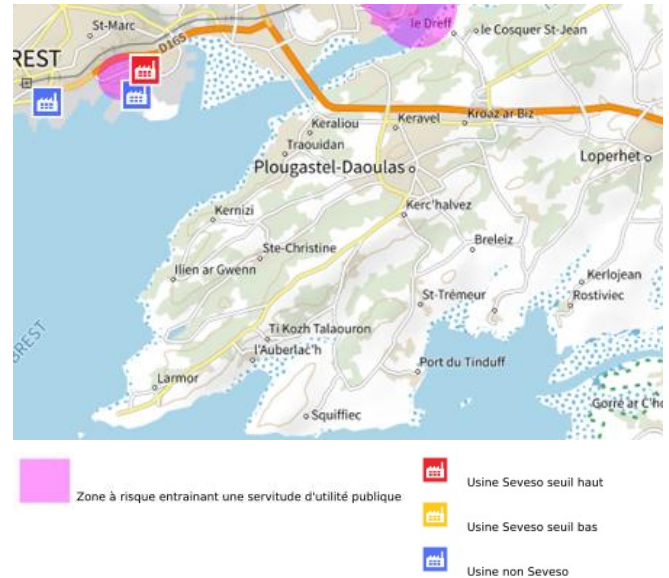 le Dreff
le Cosquer St-Jean
St-Marc
D165
REST
Keraliou
Keravel
Kroaz ar Biz
Traouidan
Loperhet
Plougastel-Daoulas
Kernizi
Kerc'halvez
Breleiz
Ste-Christine
Ilien ar Gwenn
Kerlojean
St-Trémeur
Rostiviec
BREST
Ti Kozh Talaouron
l'Auberlac'h
Port du Tinduff
Larmor
Gorré ar C'ho
Squiffiec
Zone à risque entrainant une servitude d'utilité publique
Usine Seveso seuil haut
Usine Seveso seuil bas
Usine non Seveso